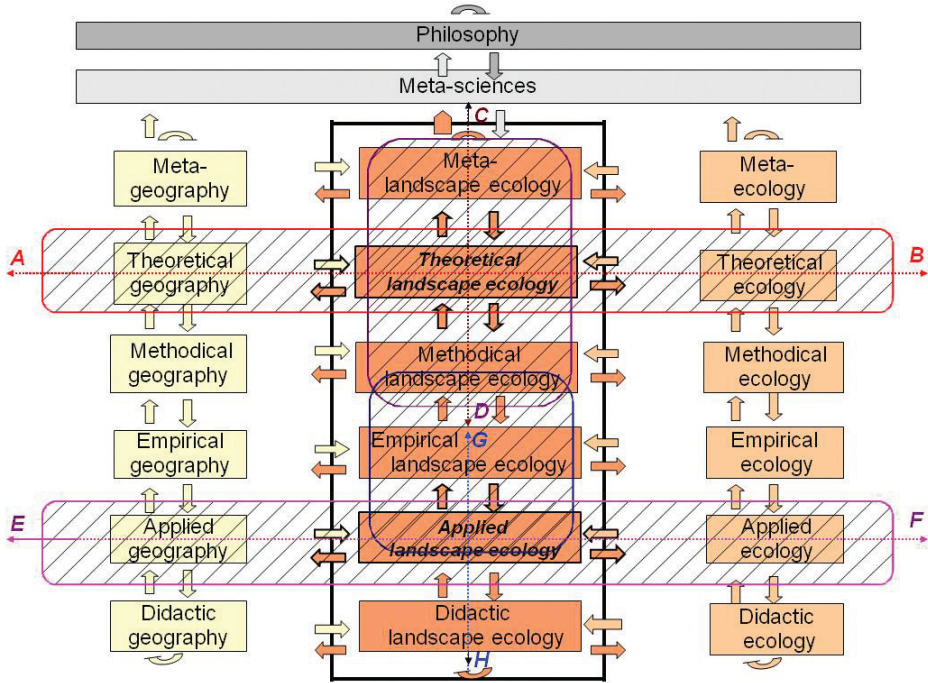 Philosophy
Meta-sciences
C
Meta-
geography
Meta-
landscape ecology
Meta-
ecology
A
Theoretical
geography
Theoretical
landscape ecology
Theoretical
ecology
B
Methodical
geography
Methodical
landscape ecology
Methodical
ecology
D
Empirical
geography
Empirical
landscape ecology
G
Empirical
ecology
E
Applied
geography
Applied
landscape ecology
Applied
ecology
F
Didactic
geography
Didactic
landscape ecology
Didactic
ecology
H